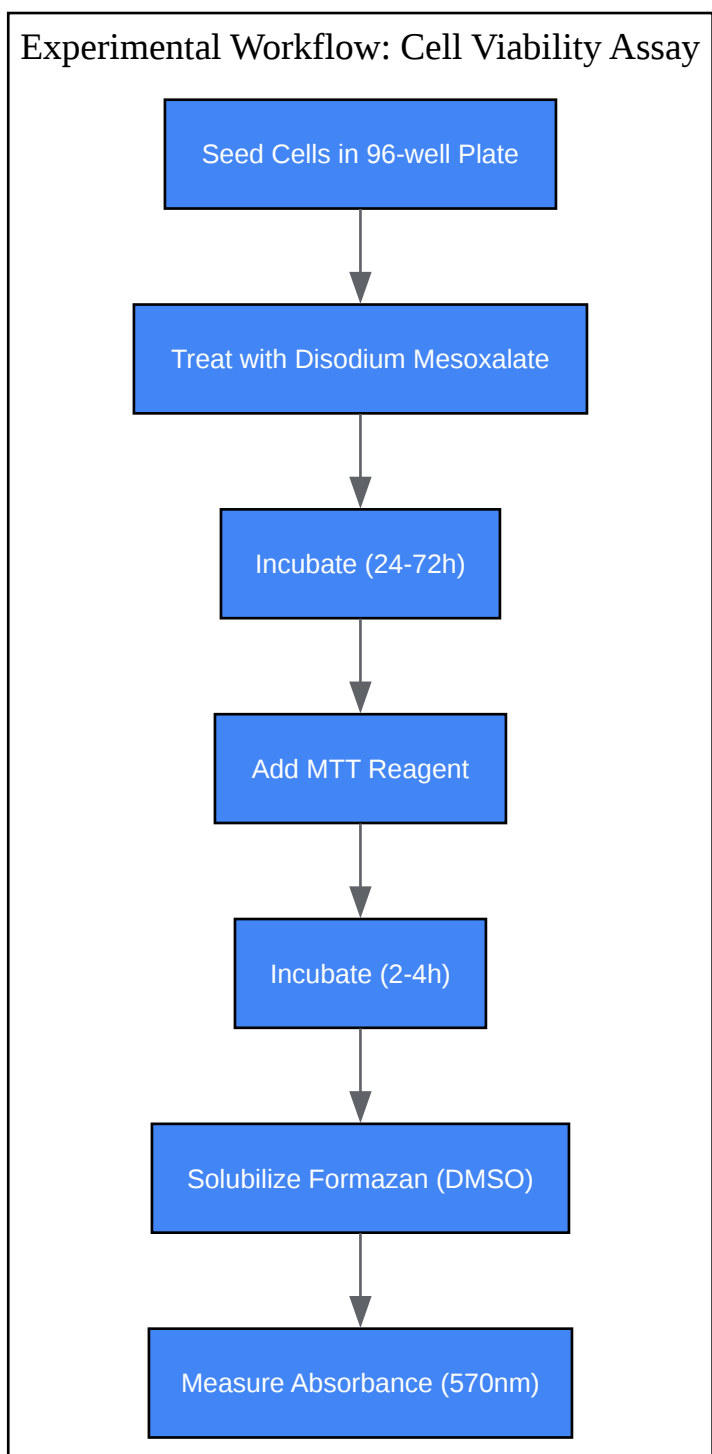 Experimental Workflow: Cell Viability Assay
Seed Cells in 96-well Plate
Treat with Disodium Mesoxalate
Incubate (24-72h)
Add MTT Reagent
Incubate (2-4h)
Solubilize Formazan (DMSO)
Measure Absorbance (570nm)